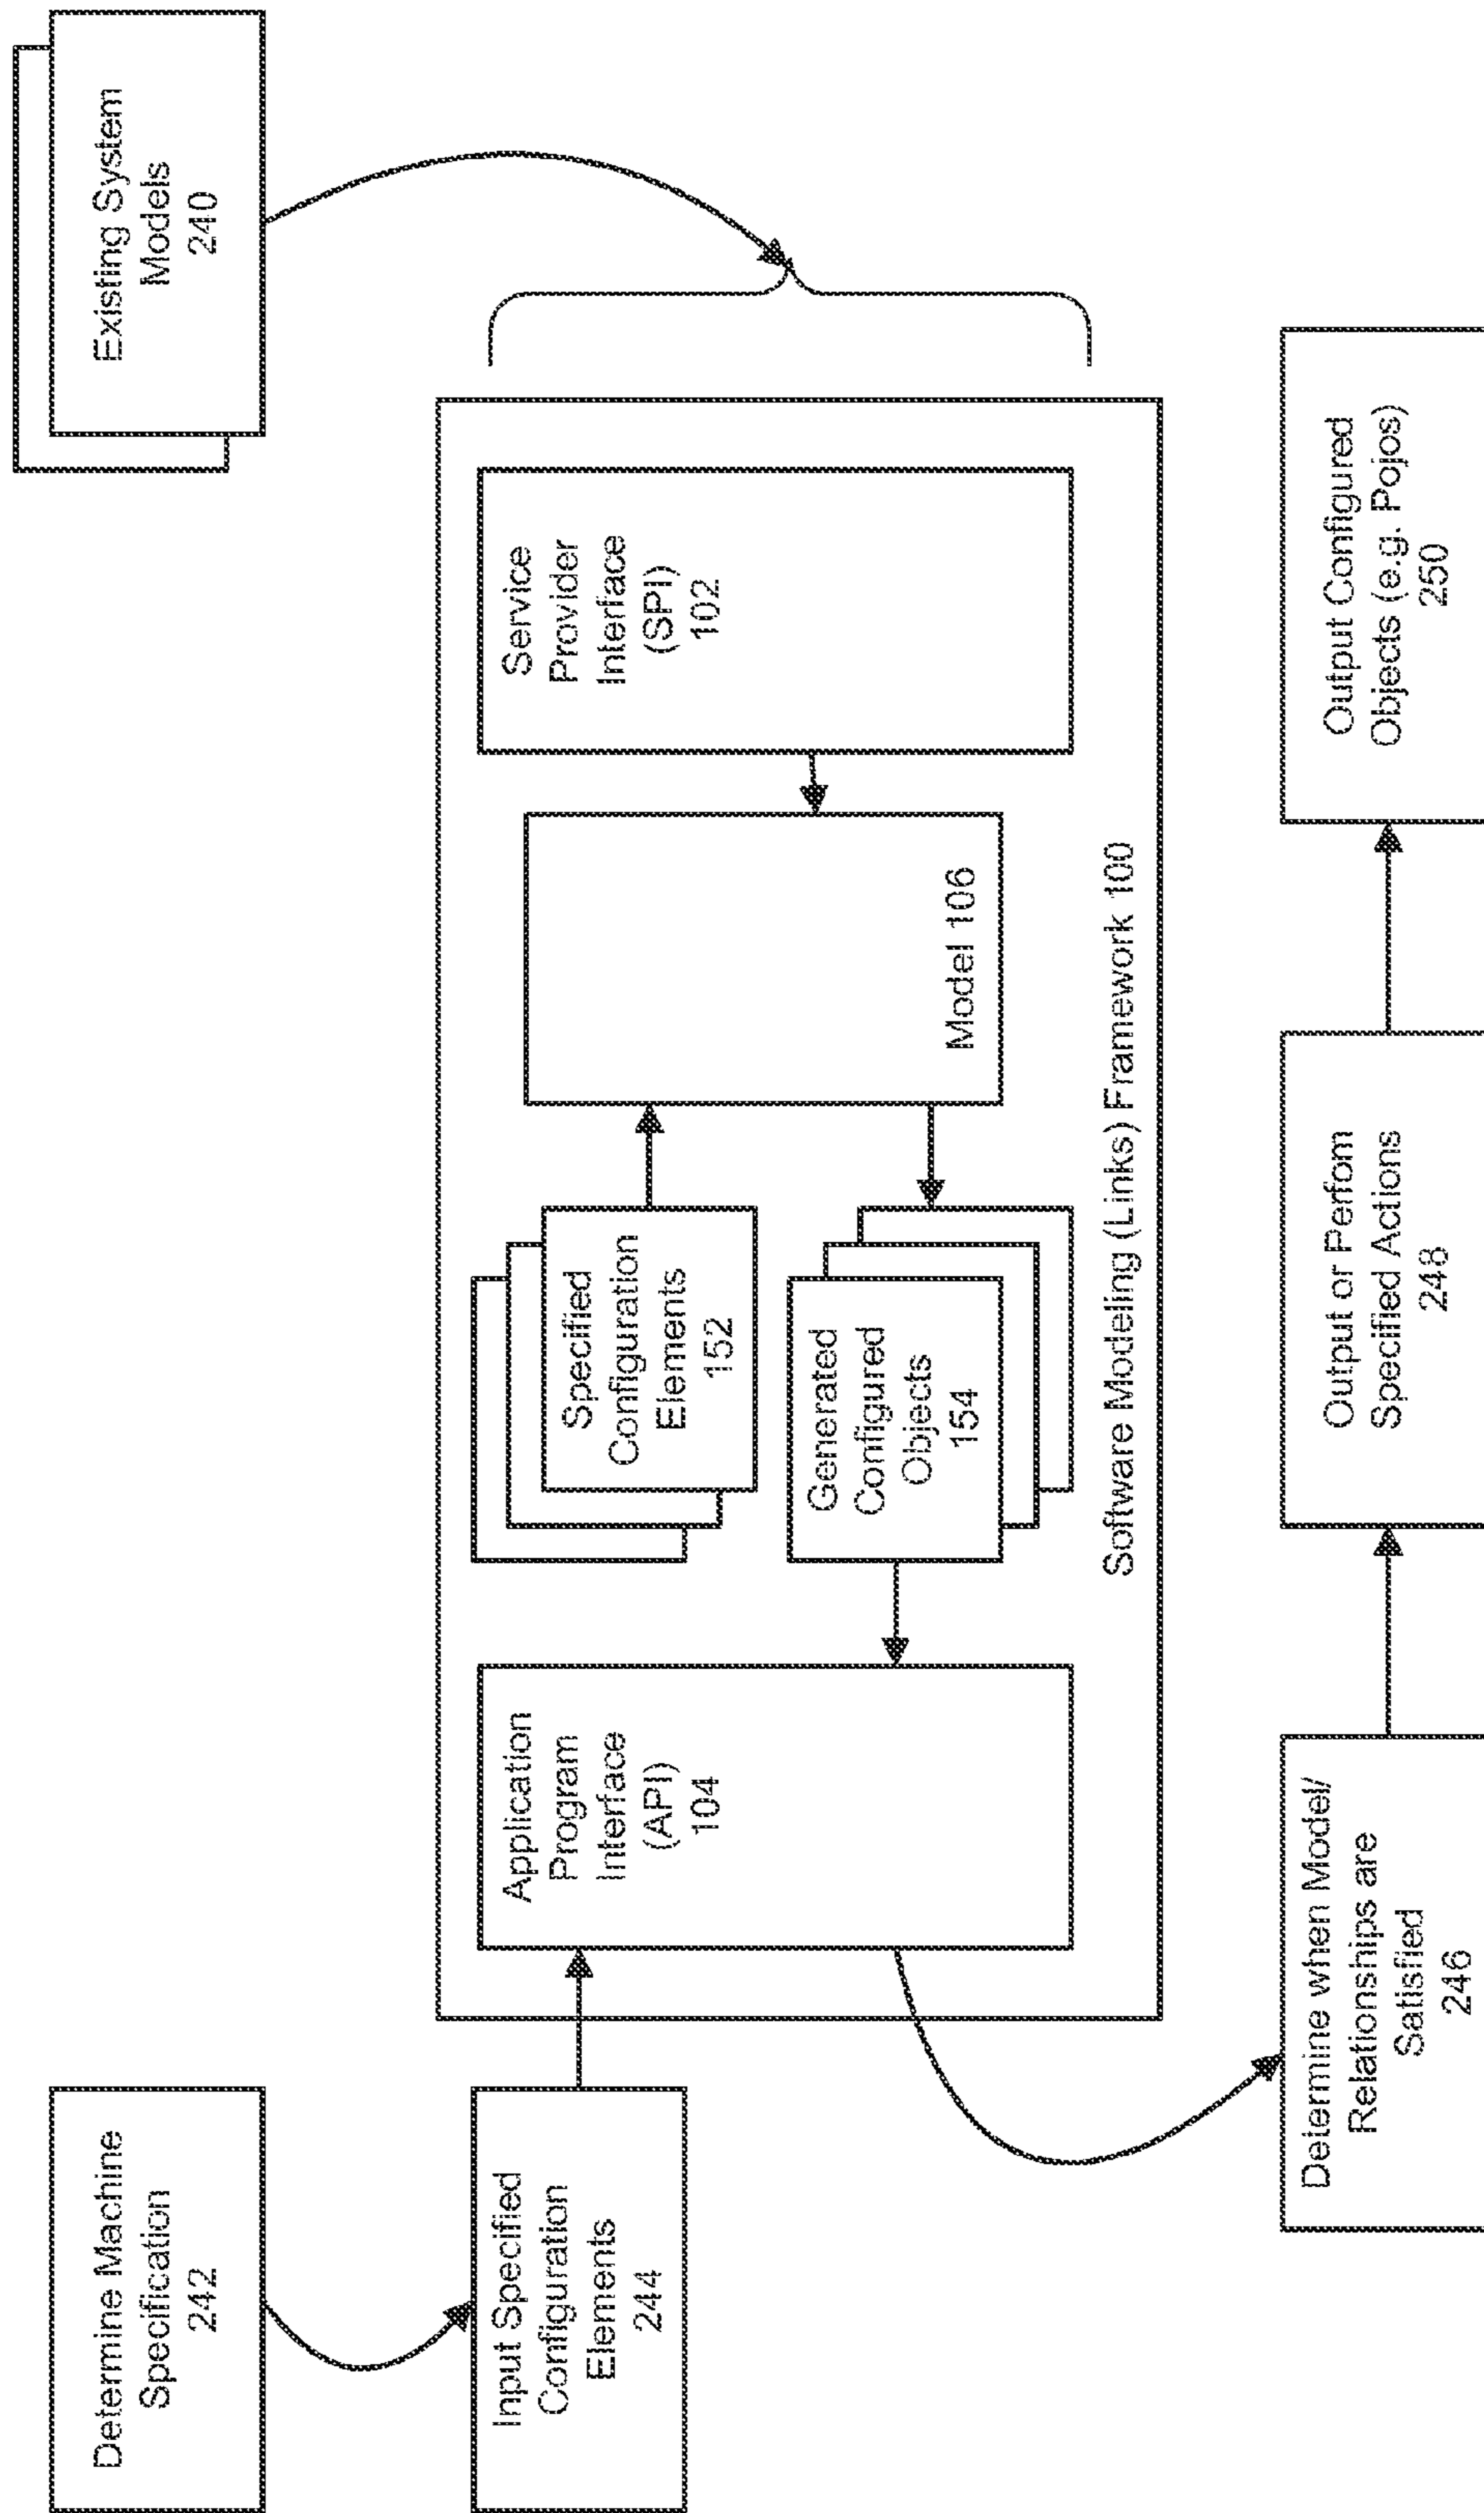 Determine Machine
Specification
242
Existing System
Models
240
Input Specified
Configuration
Elements
244
Application
Program
Interface
(API)
104
Specified
Configuration
Elements
152
Generated
Configured
Objects
154
Model 106
Service
Provider
Interface
(SPI)
102
Software Modeling (Links) Framework 100
Determine when Model/
Relationships are
Satisfied
246
Output or Perfom
Specified Actions
248
Output Configured
Objects (e.g. Pojos)
250